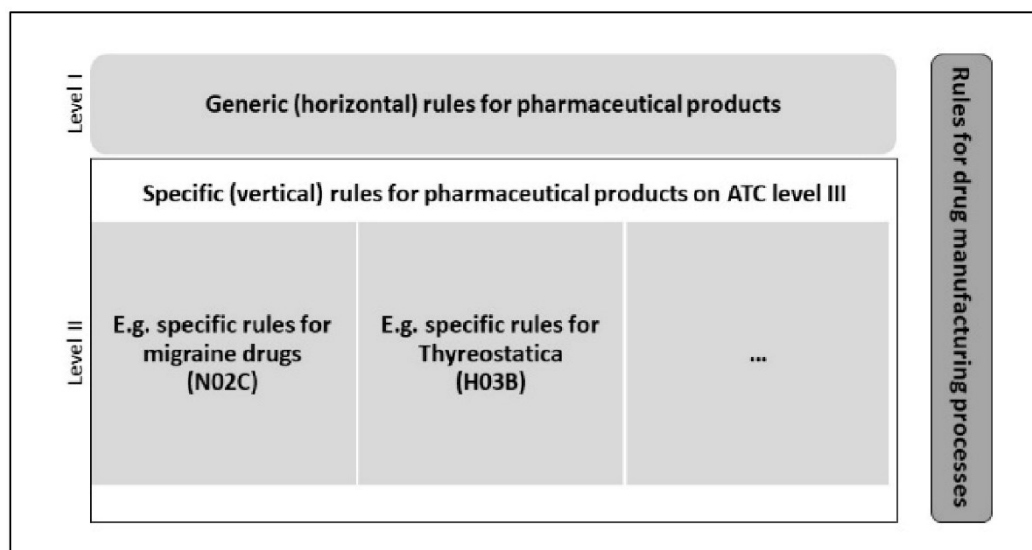 Level I
Generic (horizontal) rules for pharmaceutical products
Level II
Specific (vertical) rules for pharmaceutical products on ATC level III
E.g. specific rules for
migraine drugs
(N02C)
E.g. specific rules for
Thyreostatica
(H03B)
...
Rules for drug manufacturing processes